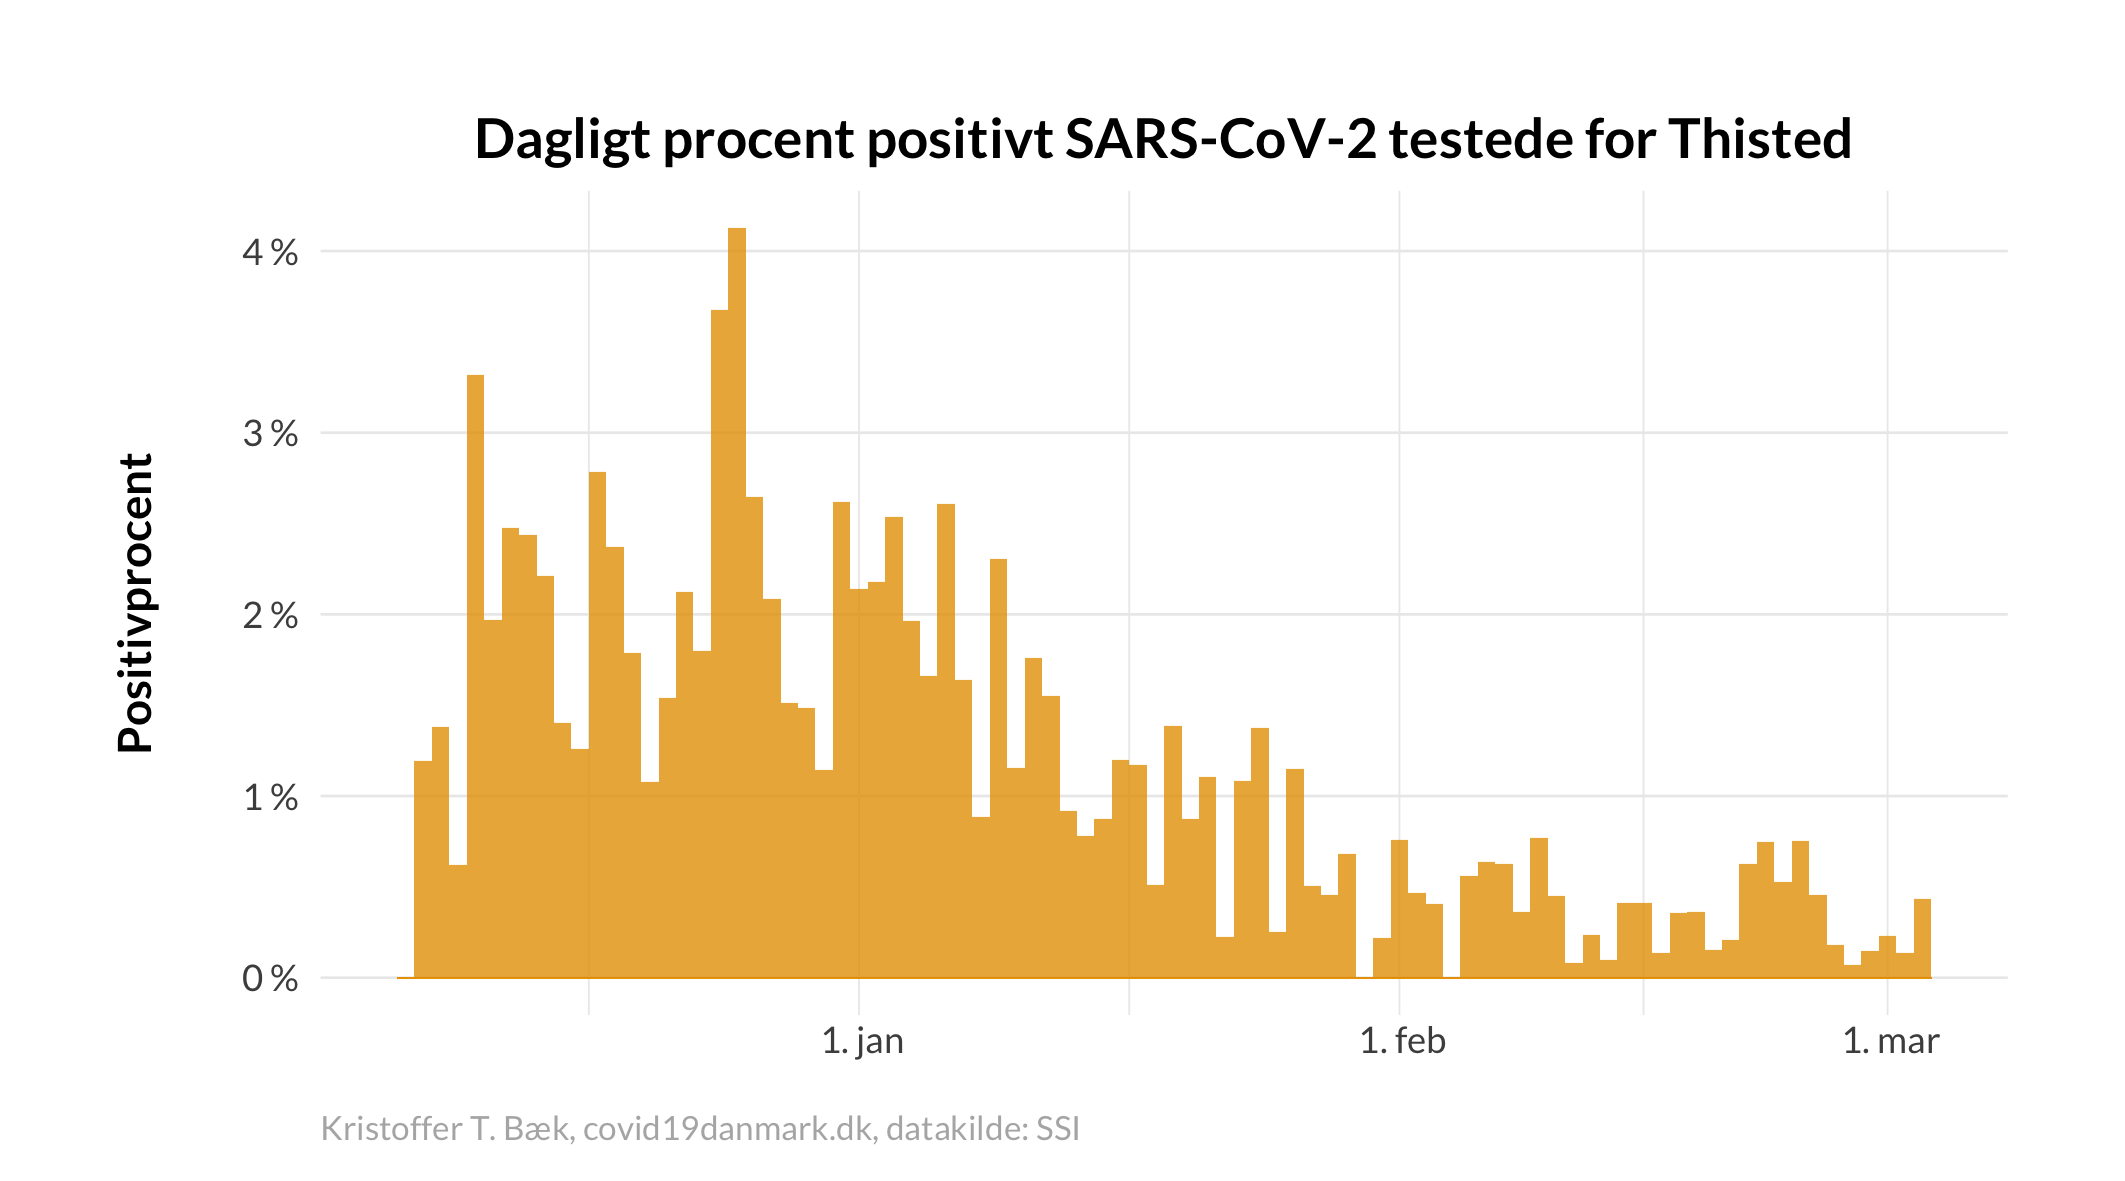 Dagligt procent positivt SARS-CoV-2 testede for Thisted
Positivprocent
4 %
3 %
2 %
1 %
0 %
1. jan
1. feb
1. mar
Kristoffer T. Bæk, covid19danmark.dk, datakilde: SSI